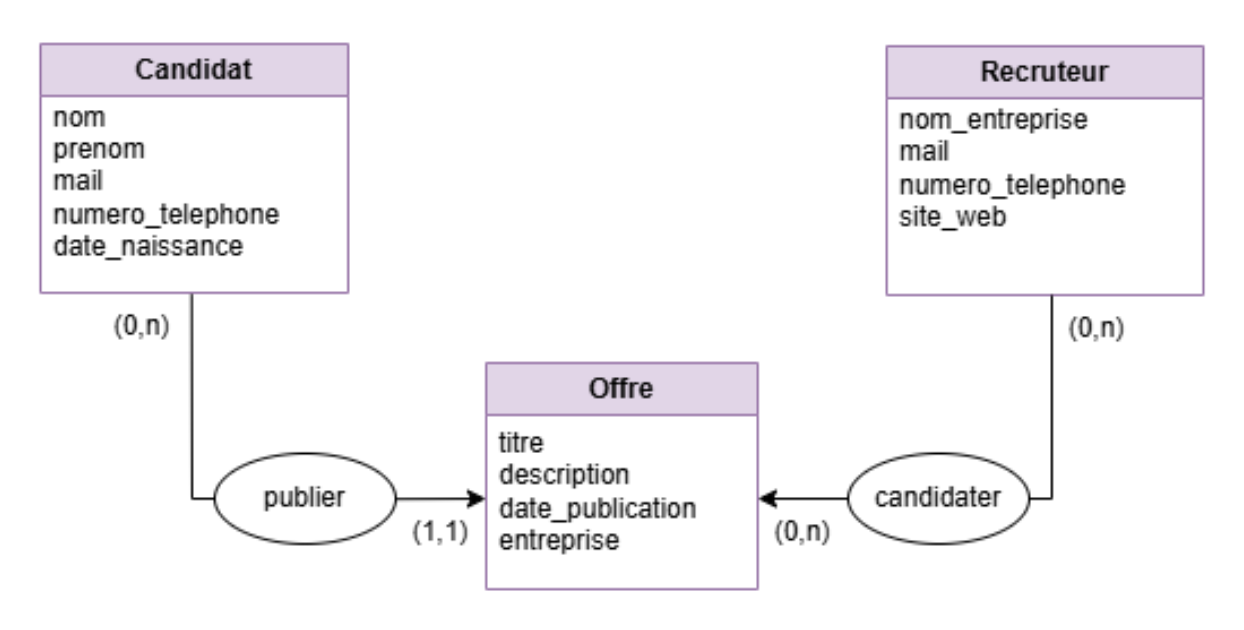 Candidat
nom
prenom
mail
numero_telephone
date_naissance
(0,n)
Recruteur
nom_entreprise
mail
numero_telephone
site_web
(0,n)
Offre
titre
description
date_publication
entreprise
publier
(1,1)
candidater
(0,n)